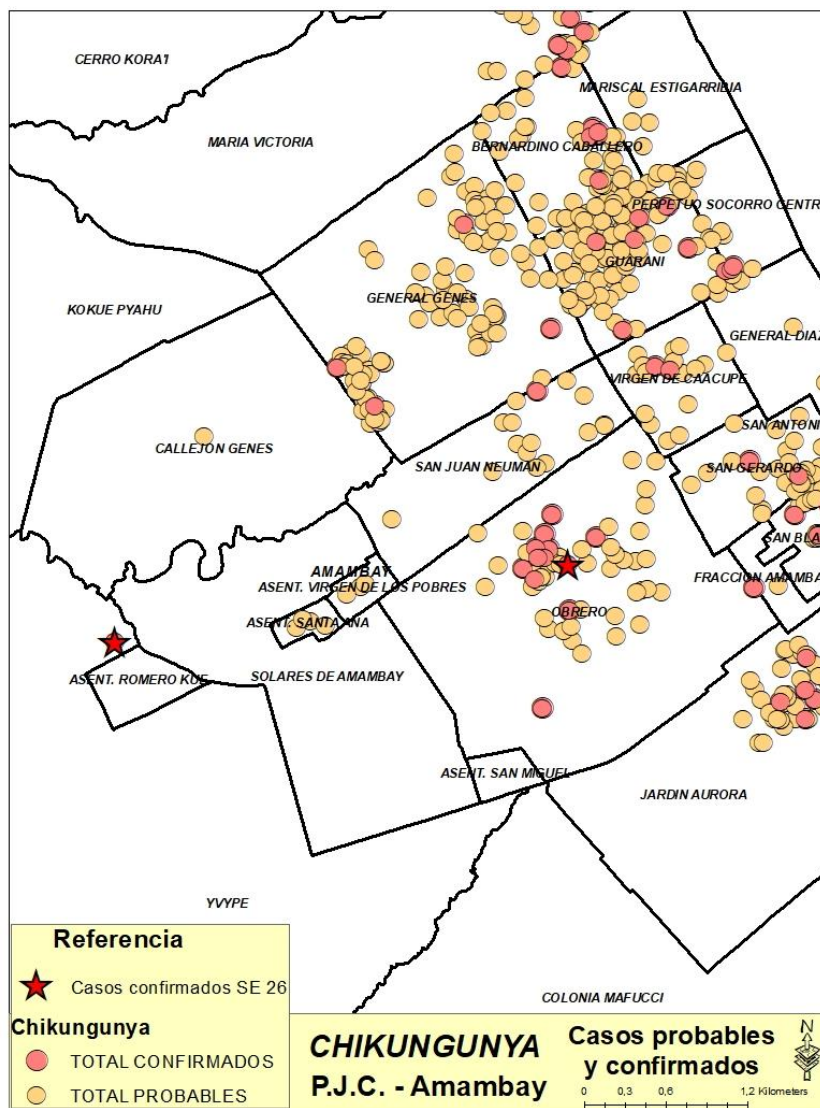 CERRO KORA'I
MARISCAL ESTIGARRIBIA
MARIA VICTORIA
BERNARDINO CABALLERO
PERPETUO SOCORRO CENTR
GUARANI
GENERAL GENES
KOKUE PYAHU
GENERAL DIAZ
VIRGEN DE CAACUPE
SAN ANTONI
CALLEJON GENES
SAN JUAN NEUMAN
SAN GERARDO
SAN BLA
AMAMBAY
FRACCION AMAMBA
ASENT. VIRGEN DE LOS POBRES
OBRERO
ASENT. SANTA ANA
ASENT. ROMERO KUE
SOLARES DE AMAMBAY
ASENT. SAN MIGUEL
JARDIN AURORA
YVYPE
COLONIA MAFUCCI
Referencia
Casos confirmados SE 26
Chikungunya
TOTAL CONFIRMADOS
TOTAL PROBABLES
CHIKUNGUNYA
P.J.C. - Amambay
Casos probables
y confirmados
N
0 0,3 0,6 1,2 Kilometers